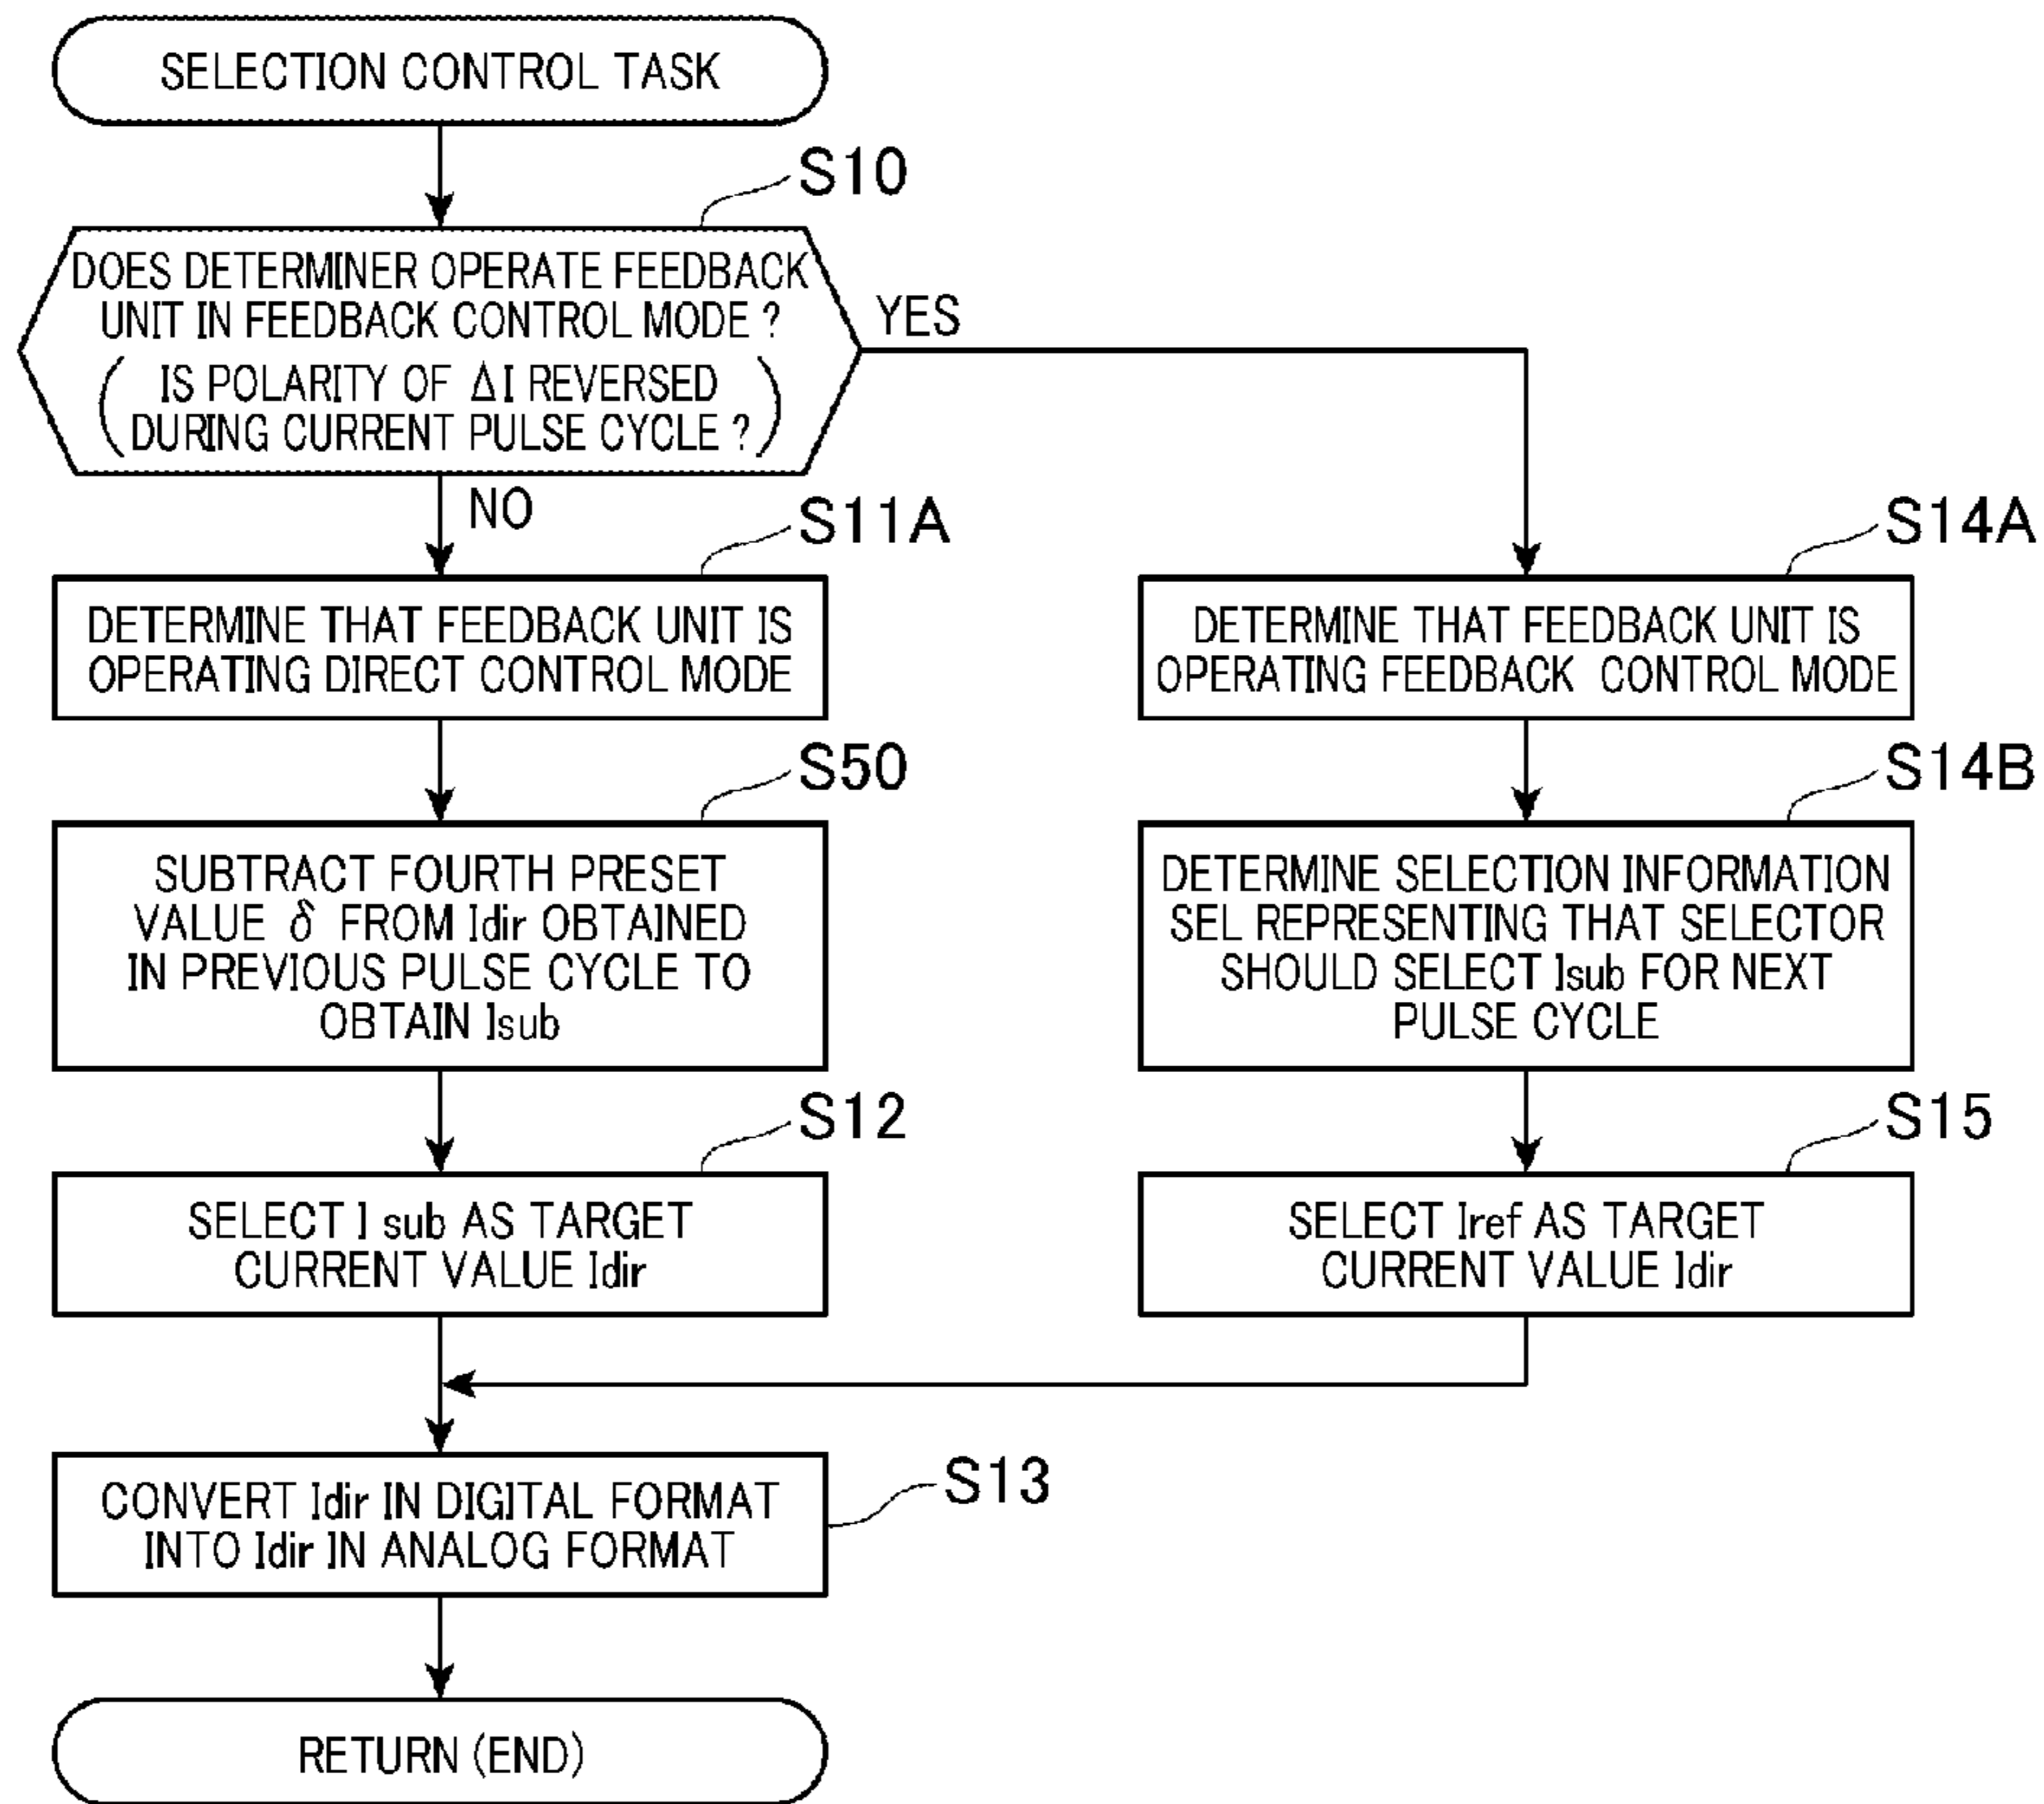 SELECTION CONTROL TASK
S10
DOES DETERMINER OPERATE FEEDBACK
UNIT IN FEEDBACK CONTROL MODE ?
( IS POLARITY OF ΔI REVERSED
DURING CURRENT PULSE CYCLE ? )
YES
NO
S11A
DETERMINE THAT FEEDBACK UNIT IS
OPERATING DIRECT CONTROL MODE
S50
SUBTRACT FOURTH PRESET
VALUE δ FROM Idir OBTAINED
IN PREVIOUS PULSE CYCLE TO
OBTAIN Isub
S12
SELECT I sub AS TARGET
CURRENT VALUE Idir
S14A
DETERMINE THAT FEEDBACK UNIT IS
OPERATING FEEDBACK CONTROL MODE
S14B
DETERMINE SELECTION INFORMATION
SEL REPRESENTING THAT SELECTOR
SHOULD SELECT Isub FOR NEXT
PULSE CYCLE
S15
SELECT Iref AS TARGET
CURRENT VALUE Idir
S13
CONVERT Idir IN DIGITAL FORMAT
INTO Idir IN ANALOG FORMAT
RETURN (END)